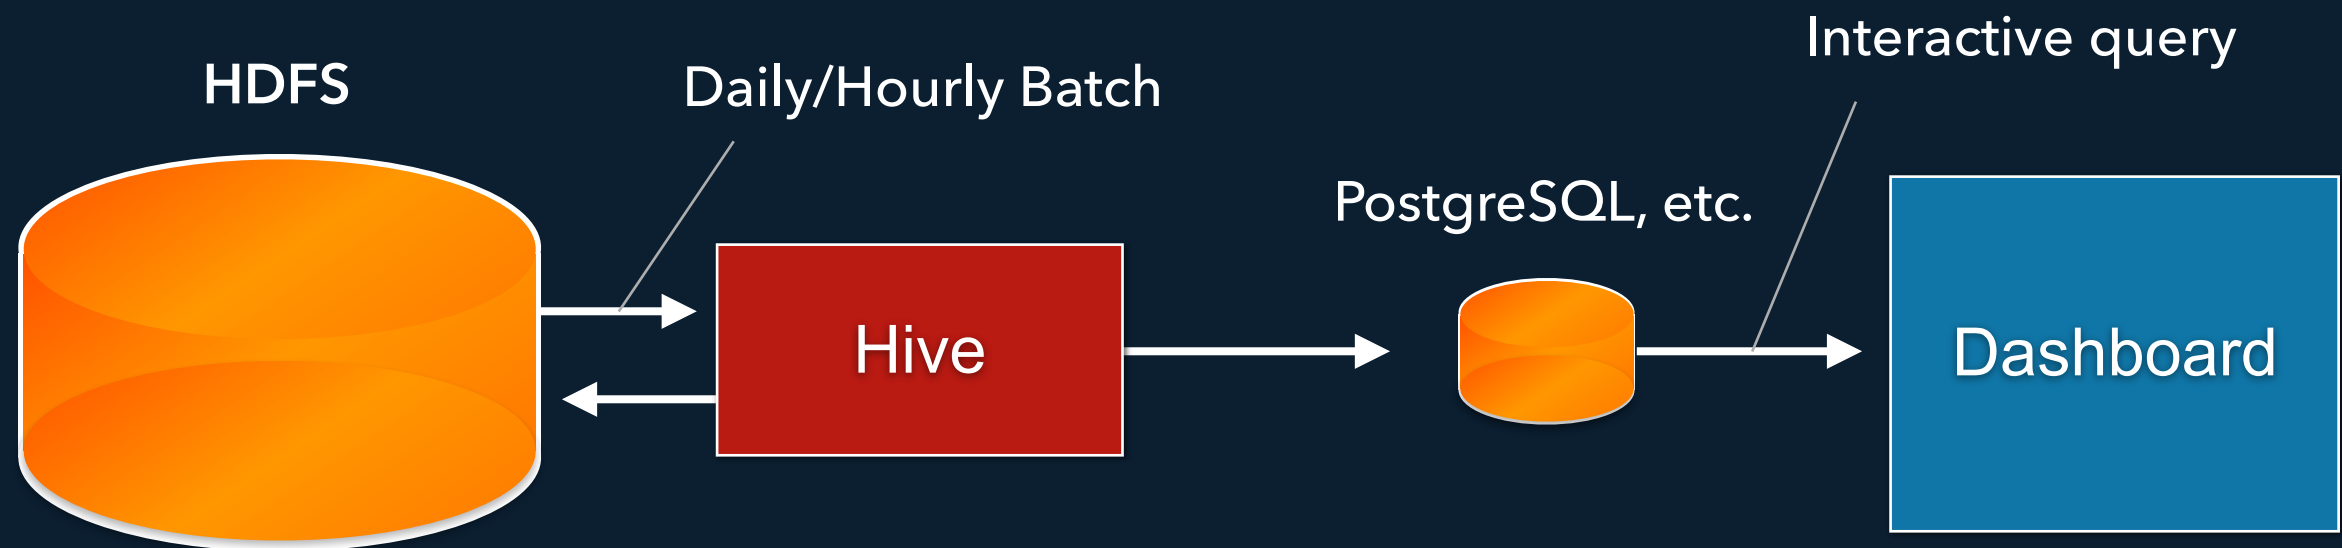 HDFS
Daily/Hourly Batch
Interactive query
PostgreSQL, etc.
Hive
Dashboard